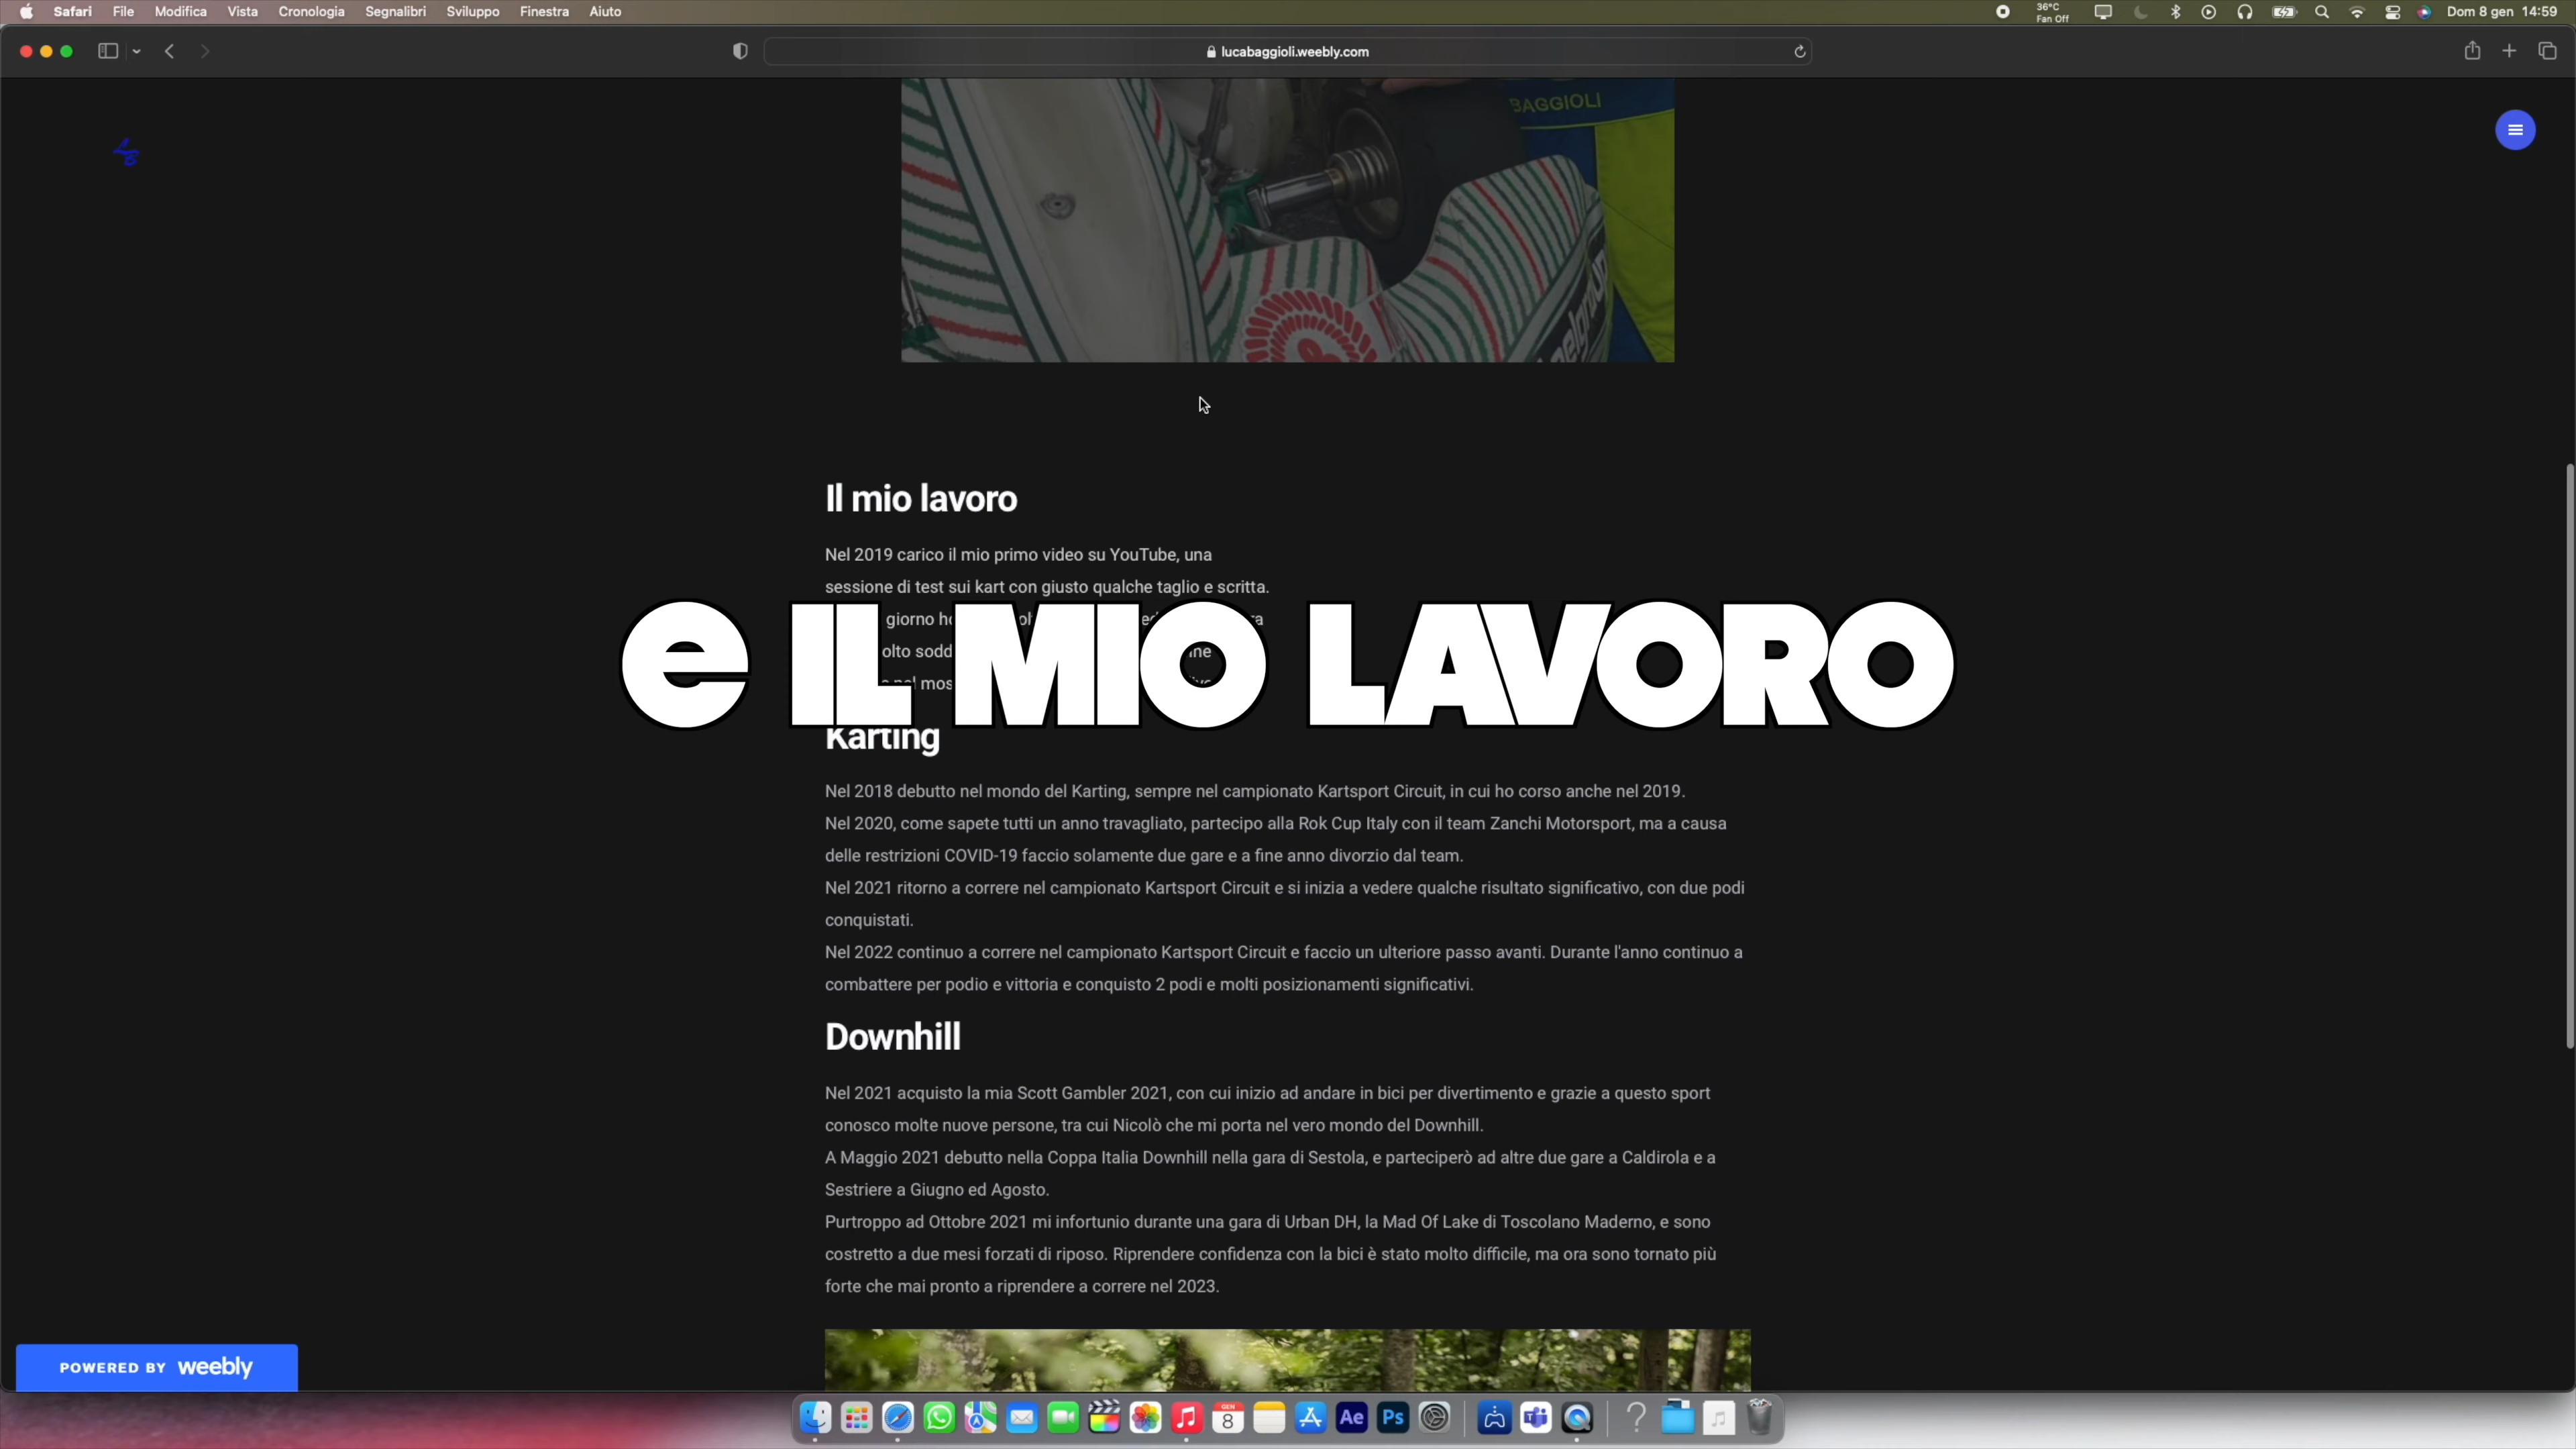 Safari File Modifica Vista Cronologia Segnalibri Sviluppo Finestra Aiuto
36°C
Fan Off
Dom 8 gen 14:59
lucabaggioli.weebly.com
BAGGIOLI
Il mio lavoro
Nel 2019 carico il mio primo video su YouTube, una
sessione di test sui kart con giusto qualche taglio e scritta.
giorno
e IL MIO LAVORO
Karting
Nel 2018 debutto nel mondo del Karting, sempre nel campionato Kartsport Circuit, in cui ho corso anche nel 2019.
Nel 2020, come sapete tutti un anno travagliato, partecipo alla Rok Cup Italy con il team Zanchi Motorsport, ma a causa
delle restrizioni COVID-19 faccio solamente due gare e a fine anno divorzio dal team.
Nel 2021 ritorno a correre nel campionato Kartsport Circuit e si inizia a vedere qualche risultato significativo, con due podi
conquistati.
Nel 2022 continuo a correre nel campionato Kartsport Circuit e faccio un ulteriore passo avanti. Durante l'anno continuo a
combattere per podio e vittoria e conquisto 2 podi e molti posizionamenti significativi.
Downhill
Nel 2021 acquisto la mia Scott Gambler 2021, con cui inizio ad andare in bici per divertimento e grazie a questo sport
conosco molte nuove persone, tra cui Nicolò che mi porta nel vero mondo del Downhill.
A Maggio 2021 debutto nella Coppa Italia Downhill nella gara di Sestola, e parteciperò ad altre due gare a Caldirola e a
Sestriere a Giugno ed Agosto.
Purtroppo ad Ottobre 2021 mi infortunio durante una gara di Urban DH, la Mad Of Lake di Toscolano Maderno, e sono
costretto a due mesi forzati di riposo. Riprendere confidenza con la bici è stato molto difficile, ma ora sono tornato più
forte che mai pronto a riprendere a correre nel 2023.
POWERED BY weebly
GEN
8
Ae
Ps